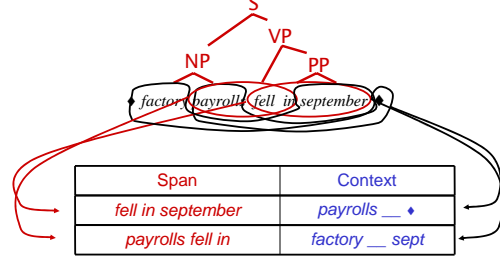 S
VP
NP PP
♦ factory payrolls fell in september ♦
Span Context
fell in september payrolls __ ♦
payrolls fell in factory __ sept